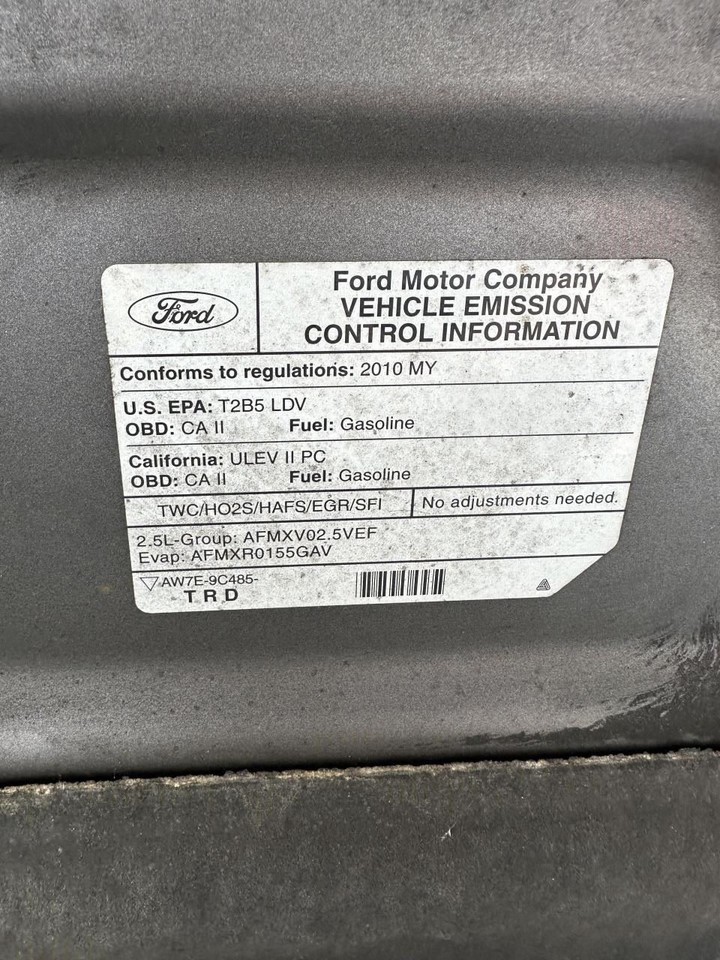 Ford
Ford Motor Company
VEHICLE EMISSION
CONTROL INFORMATION
Conforms to regulations: 2010 MY
U.S. EPA: T2B5 LDV
OBD: CA II Fuel: Gasoline
California: ULEV II PC
OBD: CA II Fuel: Gasoline
TWC/HO2S/HAFS/EGR/SFI No adjustments needed.
2.5L-Group: AFMXV02.5VEF
Evap: AFMXR0155GAV
AW7E-9C485-
T R D